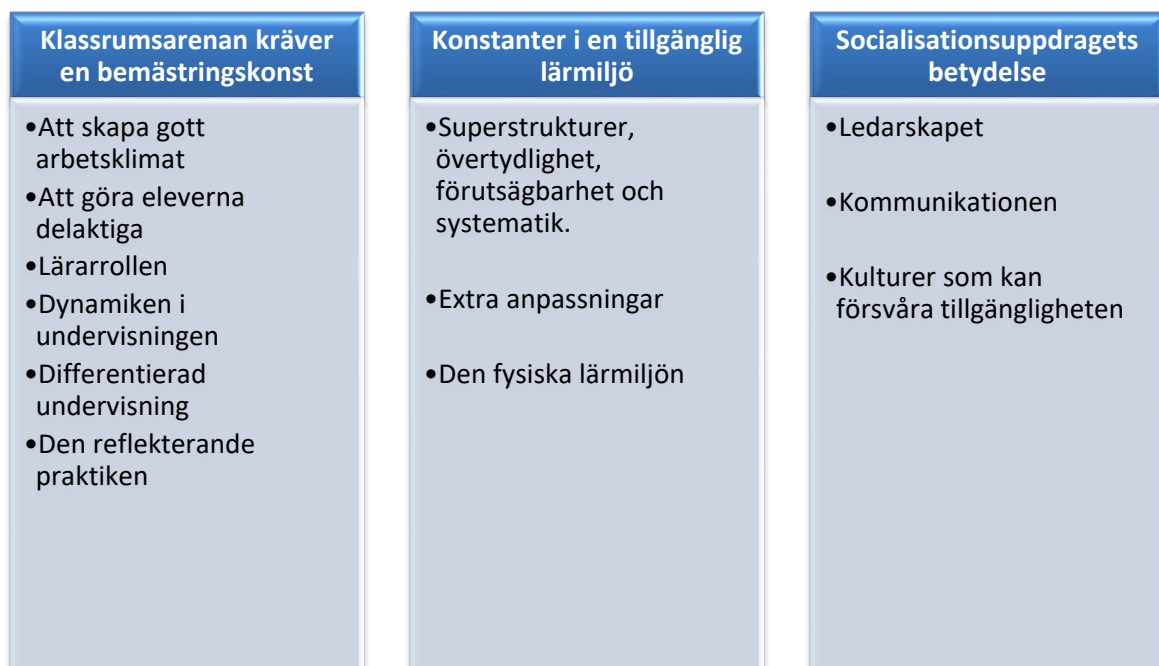 Klassrumsarenan kräver
en bemästringskonst
•Att skapa gott
arbetsklimat
•Att göra eleverna
delaktiga
•Lärarrollen
•Dynamiken i
undervisningen
•Differentierad
undervisning
•Den reflekterande
praktiken
Konstanter i en tillgänglig
lärmiljö
•Superstrukturer,
övertydlighet,
förutsägbarhet och
systematik.
•Extra anpassningar
•Den fysiska lärmiljön
Socialisationsuppdragets
betydelse
•Ledarskapet
•Kommunikationen
•Kulturer som kan
försvåra tillgängligheten